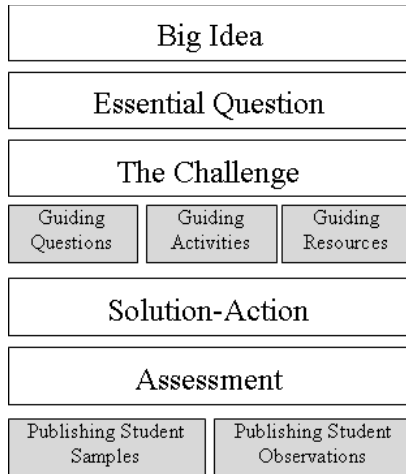 Big Idea
Essential Question
The Challenge
Guiding Questions
Guiding Activities
Guiding Resources
Solution-Action
Assessment
Publishing Student Samples
Publishing Student Observations